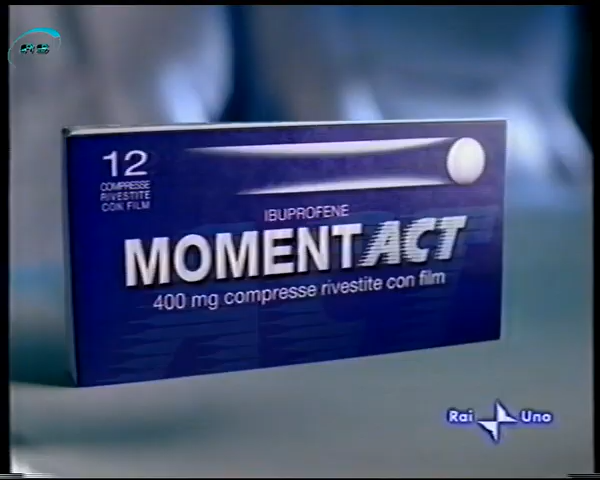 12
COMPRESSE
RIVESTITE
CON FILM
IBUPROFENE
MOMENTACT
400 mg compresse rivestite con film
Rai Uno